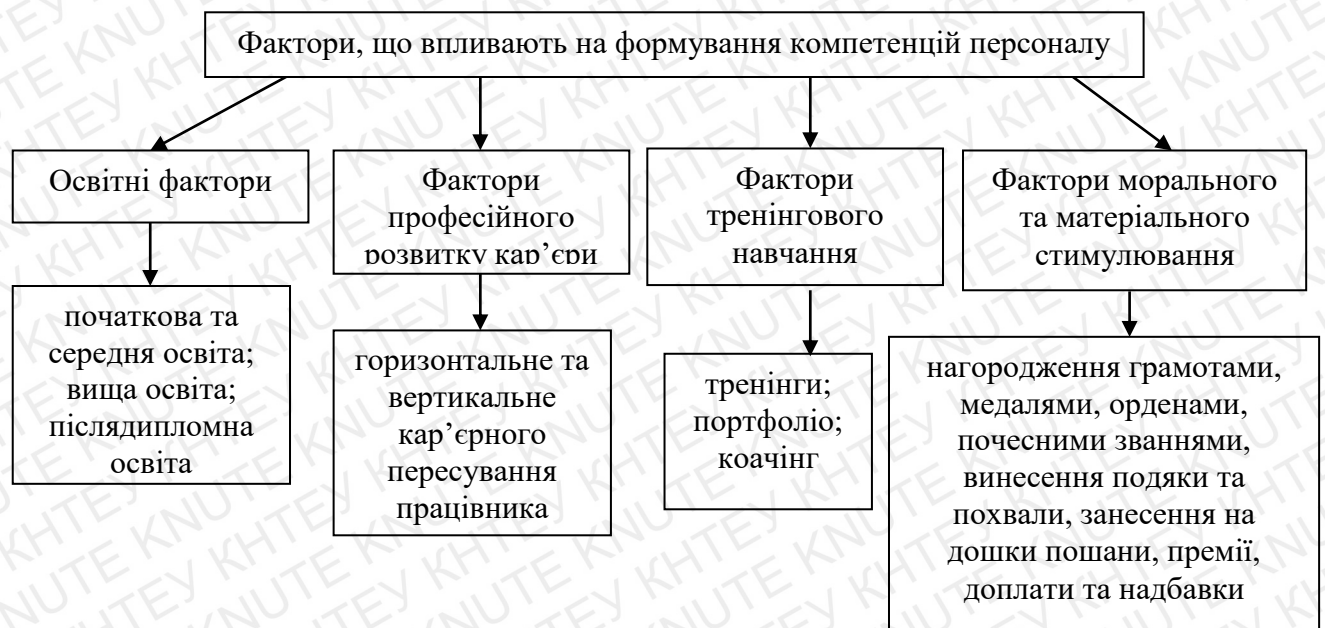 Фактори, що впливають на формування компетенцій персоналу
Освітні фактори
Фактори
професійного
розвитку кар’єри
Фактори
тренінгового
навчання
Фактори морального
та матеріального
стимулювання
початкова та
середня освіта;
вища освіта;
післядипломна
освіта
горизонтальне та
вертикальне
кар’єрного
пересування
працівника
тренінги;
портфоліо;
коачінг
нагородження грамотами,
медалями, орденами,
почесними званнями,
винесення подяки та
похвали, занесення на
дошки пошани, премії,
доплати та надбавки